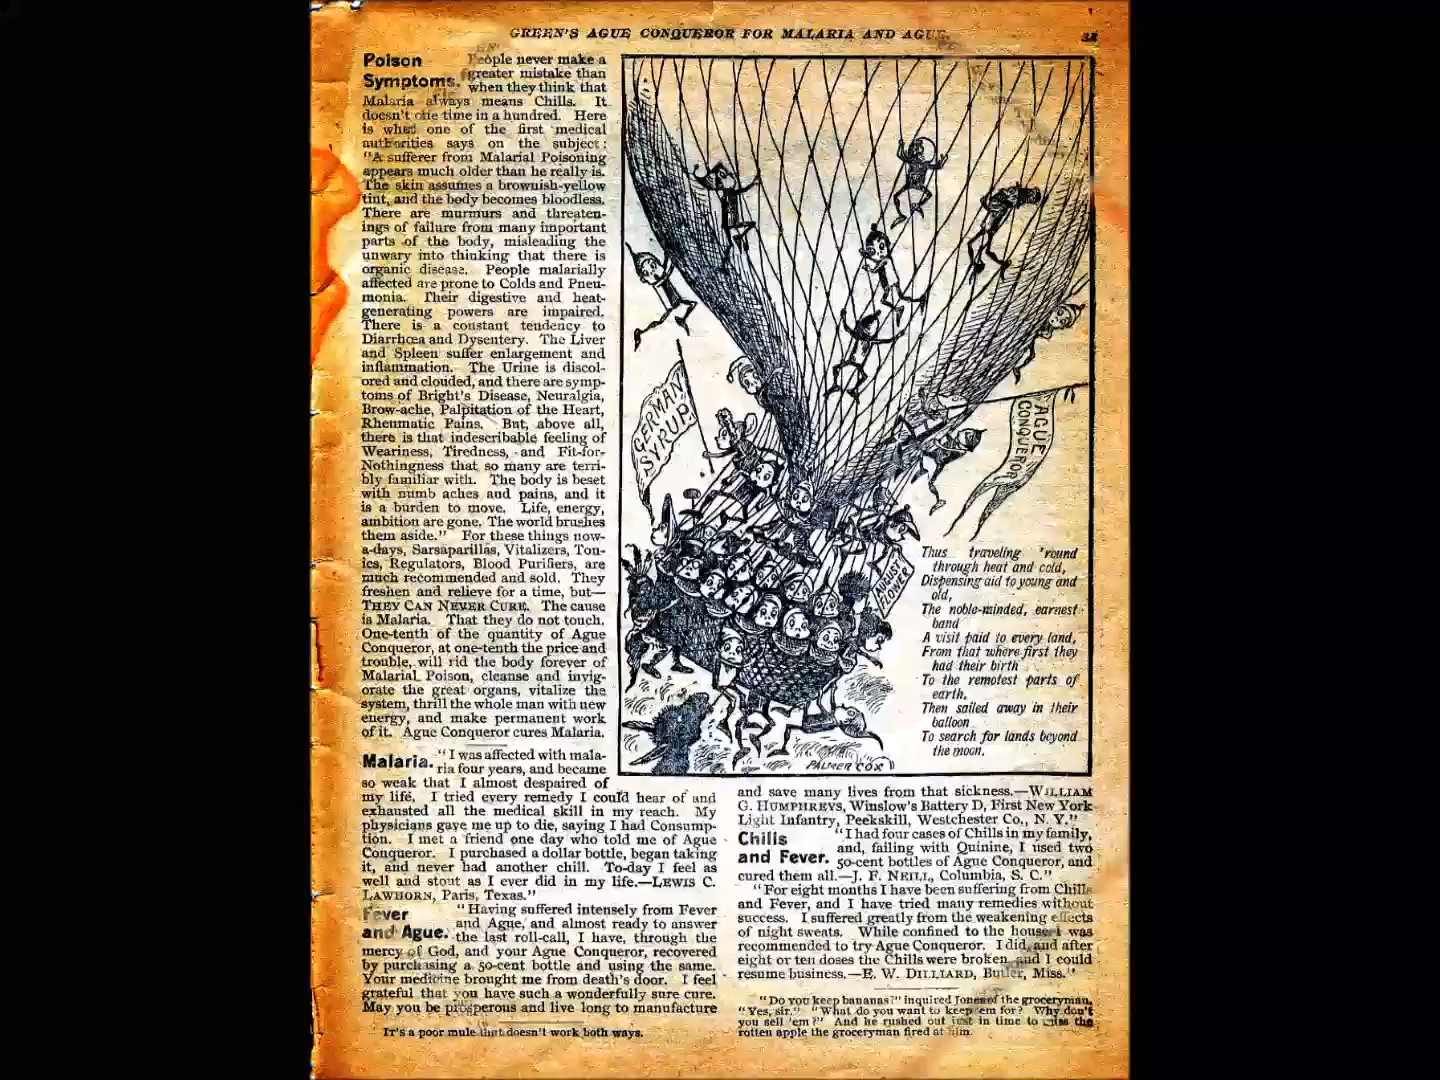 GREEN'S AGUE CONQUEROR FOR MALARIA AND AGUE.
Poison Symptoms.
People never make a
greater mistake than
when they think that
Malaria always means Chills. It
doesn't one time in a hundred. Here
is what one of the first medical
authorities says on the subject:
"A sufferer from Malarial Poisoning
appears much older than he really is.
The skin assumes a brownish-yellow
tint, and the body becomes bloodless.
There are murmurs and threaten-
ings of failure from many important
parts of the body, misleading the
unwary into thinking that there is
organic disease. People malarially
affected are prone to Colds and Pneu-
monia. Their digestive and heat-
generating powers are impaired.
There is a constant tendency to
Diarrhœa and Dysentery. The Liver
and Spleen suffer enlargement and
inflammation. The Urine is discol-
ored and clouded, and there are symp-
toms of Bright's Disease, Neuralgia,
Brow-ache, Palpitation of the Heart,
Rheumatic Pains. But, above all,
there is that indescribable feeling of
Weariness, Tiredness, and Fit-for-
Nothingness that so many are terri-
bly familiar with. The body is beset
with numb aches and pains, and it
is a burden to move. Life, energy,
ambition are gone. The world brushes
them aside." For these things now-
a-days, Sarsaparillas, Vitalizers, Ton-
ics, Regulators, Blood Purifiers, are
much recommended and sold. They
freshen and relieve for a time, but—
THEY CAN NEVER CURE. The cause
is Malaria. That they do not touch.
One-tenth of the quantity of Ague
Conqueror, at one-tenth the price and
trouble, will rid the body forever of
Malarial Poison, cleanse and invig-
orate the great organs, vitalize the
system, thrill the whole man with new
energy, and make permanent work
of it. Ague Conqueror cures Malaria.
Malaria.
"I was affected with mala-
ria four years, and became
so weak that I almost despaired of
my life. I tried every remedy I could hear of and
exhausted all the medical skill in my reach. My
physicians gave me up to die, saying I had Consump-
tion. I met a friend one day who told me of Ague
Conqueror. I purchased a dollar bottle, began taking
it, and never had another chill. To-day I feel as
well and stout as I ever did in my life.—LEWIS C.
LAWHORN, Paris, Texas."
Fever and Ague.
"Having suffered intensely from Fever
and Ague, and almost ready to answer
the last roll-call, I have, through the
mercy of God, and your Ague Conqueror, recovered
by purchasing a 50-cent bottle and using the same.
Your medicine brought me from death's door. I feel
grateful that you have such a wonderfully sure cure.
May you be prosperous and live long to manufacture
It's a poor mule that doesn't work both ways.
GERMAN
SYRUP
AGUE
CONQUEROR
AUGUST
FLOWER
Thus traveling 'round
through heat and cold,
Dispensing aid to young and
old,
The noble-minded, earnest
band
A visit paid to every land,
From that where first they
had their birth
To the remotest parts of
earth,
Then sailed away in their
balloon
To search for lands beyond
the moon.
PALMER COX
and save many lives from that sickness.—WILLIAM
G. HUMPHREYS, Winslow's Battery D, First New York
Light Infantry, Peekskill, Westchester Co., N. Y."
Chills and Fever.
"I had four cases of Chills in my family,
and, failing with Quinine, I used two
50-cent bottles of Ague Conqueror, and
cured them all.—J. F. NEILL, Columbia, S. C."
"For eight months I have been suffering from Chills
and Fever, and I have tried many remedies without
success. I suffered greatly from the weakening effects
of night sweats. While confined to the house I was
recommended to try Ague Conqueror. I did, and after
eight or ten doses the Chills were broken and I could
resume business.—E. W. DILLIARD, Butler, Miss."
"Do you keep bananas?" inquired Jones of the groceryman.
"Yes, sir." "What do you want to keep 'em for? Why don't
you sell 'em?" And he rushed out just in time to miss the
rotten apple the groceryman fired at him.